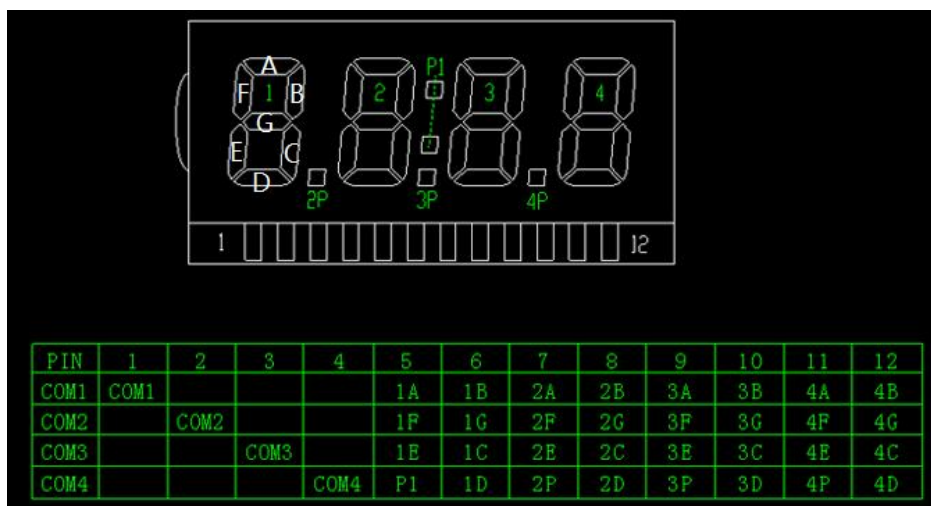 A
P1
F 1 B 2 3 4
G
E C
D
2P 3P 4P
1 12
PIN 1 2 3 4 5 6 7 8 9 10 11 12
COM1 COM1 1A 1B 2A 2B 3A 3B 4A 4B
COM2 COM2 1F 1G 2F 2G 3F 3G 4F 4G
COM3 COM3 1E 1C 2E 2C 3E 3C 4E 4C
COM4 COM4 P1 1D 2P 2D 3P 3D 4P 4D